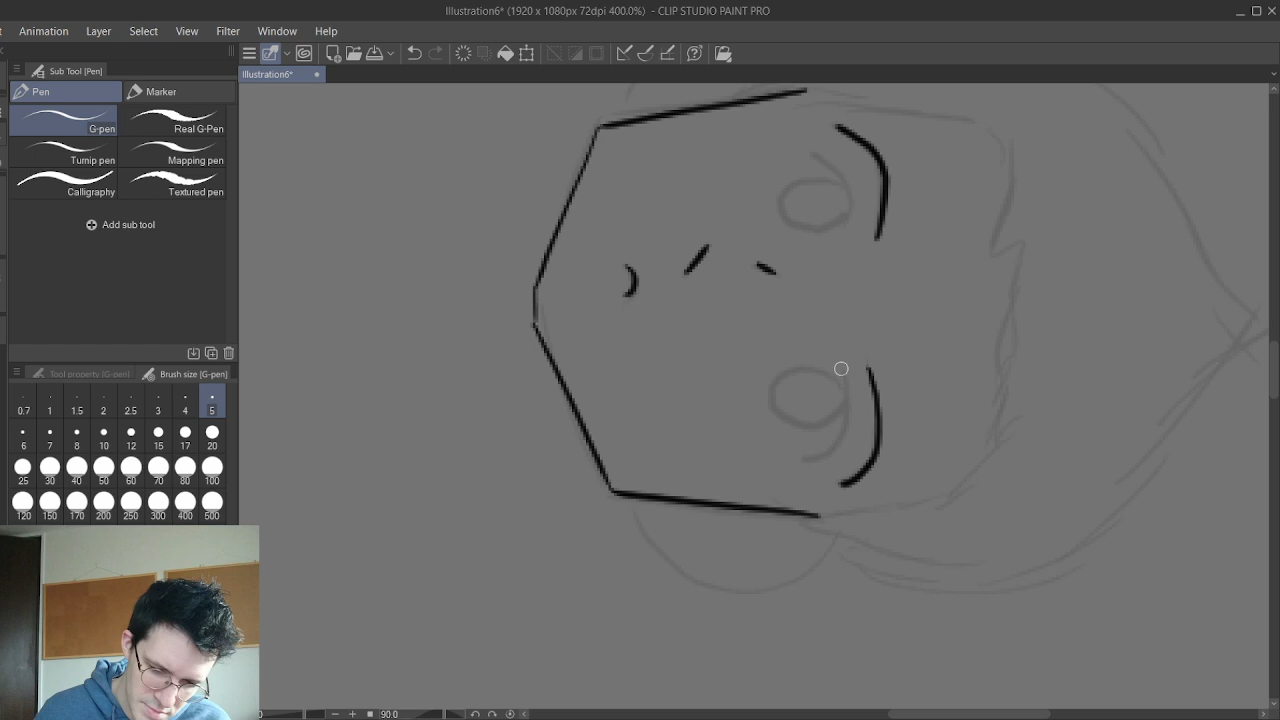 Illustration6* (1920 x 1080px 72dpi 400.0%) - CLIP STUDIO PAINT PRO
Animation Layer Select View Filter Window Help
Sub Tool [Pen]
Illustration6*
Pen Marker
G-pen Real G-Pen
Turnip pen Mapping pen
Calligraphy Textured pen
Add sub tool
Tool property [G-pen] Brush size [G-pen]
0.7 1 1.5 2 2.5 3 4 5
6 7 8 10 12 15 17 20
25 30 40 50 60 70 80 100
120 150 170 200 250 300 400 500
90.0